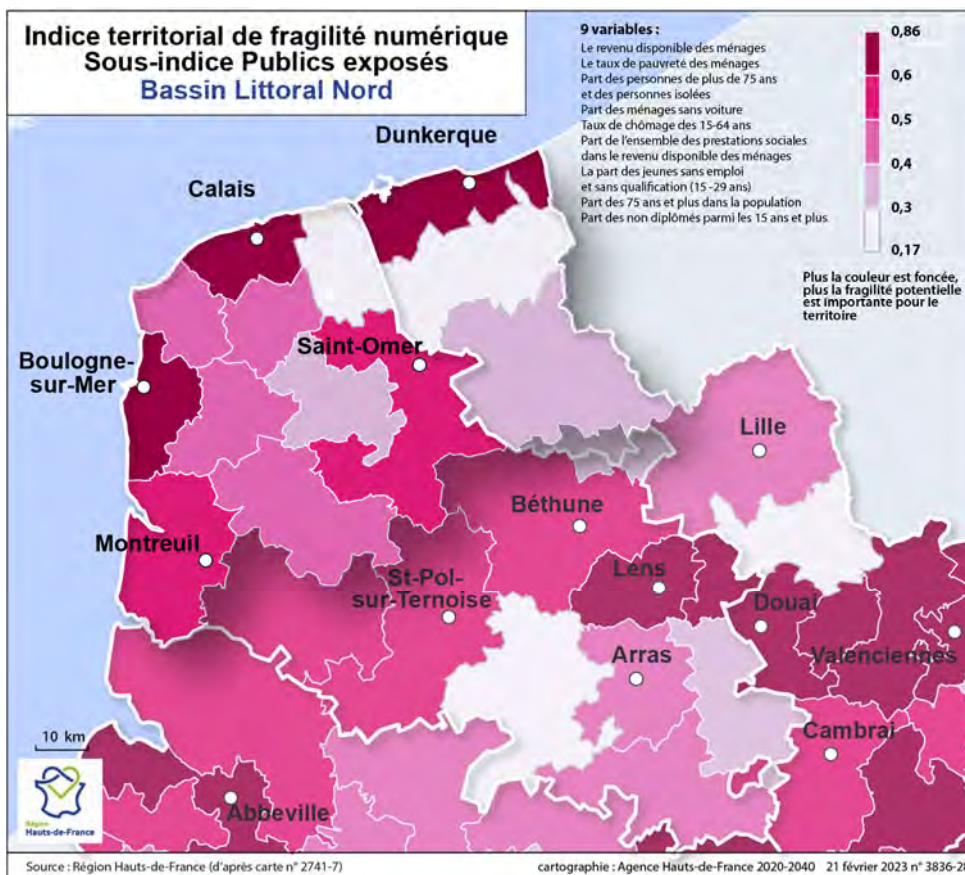 Indice territorial de fragilité numérique
Sous-indice Publics exposés
Bassin Littoral Nord
9 variables :
Le revenu disponible des ménages
Le taux de pauvreté des ménages
Part des personnes de plus de 75 ans
et des personnes isolées
Part des ménages sans voiture
Taux de chômage des 15-64 ans
Part de l'ensemble des prestations sociales
dans le revenu disponible des ménages
La part des jeunes sans emploi
et sans qualification (15 -29 ans)
Part des 75 ans et plus dans la population
Part des non diplômés parmi les 15 ans et plus
0,86
0,6
0,5
0,4
0,3
0,17
Plus la couleur est foncée,
plus la fragilité potentielle
est importante pour le
territoire
Dunkerque
Calais
Saint-Omer
Boulogne-
sur-Mer
Lille
Béthune
Montreuil
St-Pol-
sur-Ternoise
Lens
Douai
Valenciennes
Arras
Cambrai
Abbeville
10 km
Région
Hauts-de-France
Source : Région Hauts-de-France (d'après carte n° 2741-7)
cartographie : Agence Hauts-de-France 2020-2040 21 février 2023 n° 3836-28